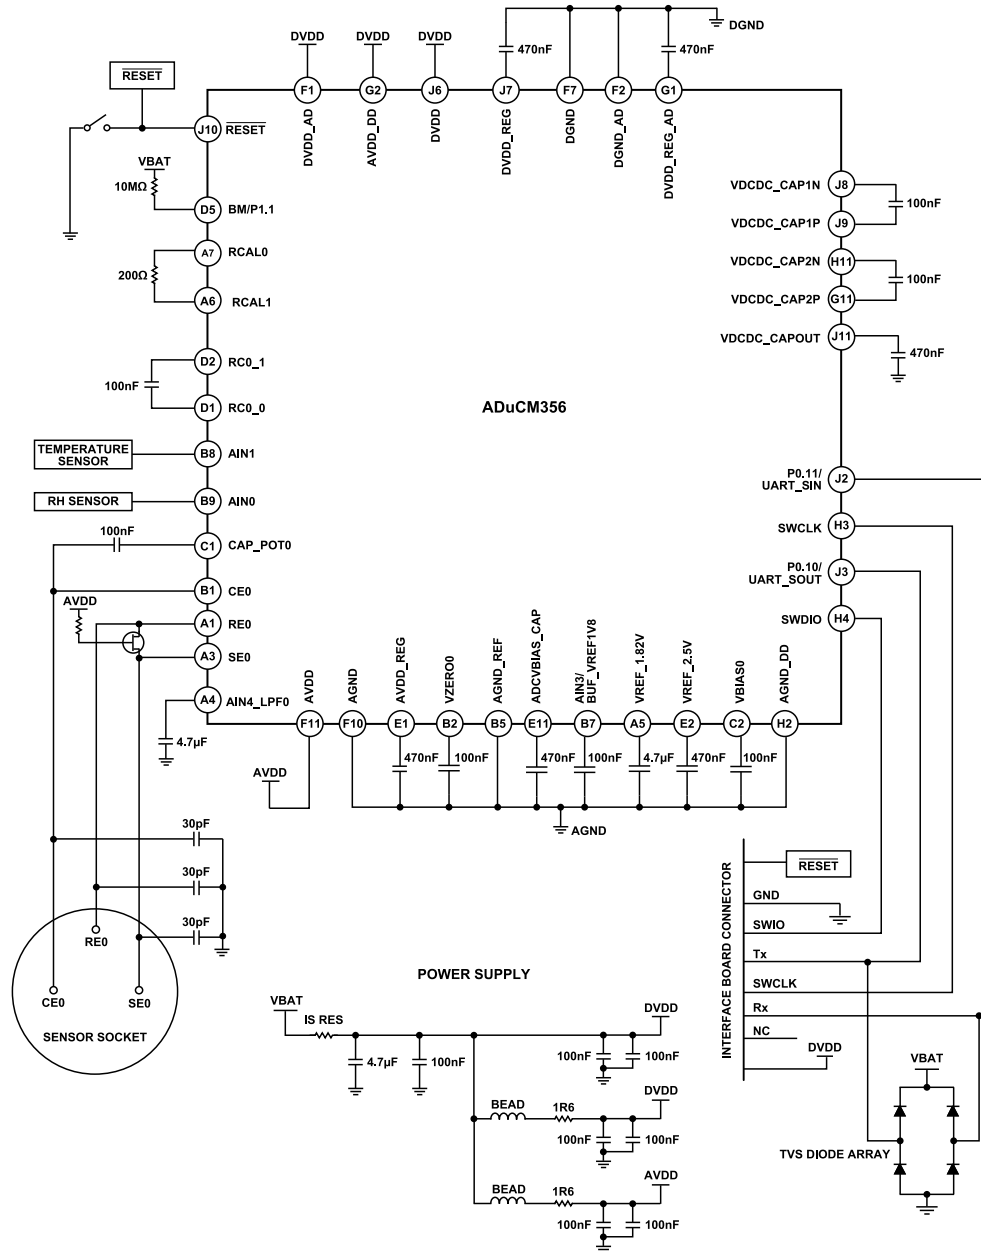 DVDD
DVDD
DVDD
DGND
470nF
470nF
RESET
F1
G2
J6
J7
F7
F2
G1
DVDD_AD
AVDD_DD
DVDD
DVDD_REG
DGND
DGND_AD
DVDD_REG_AD
J10
RESET
VBAT
10MΩ
D5
BM/P1.1
A7
RCAL0
200Ω
A6
RCAL1
D2
RC0_1
100nF
D1
RC0_0
TEMPERATURE
SENSOR
B8
AIN1
RH SENSOR
B9
AIN0
100nF
C1
CAP_POT0
B1
CE0
AVDD
A1
RE0
A3
SE0
A4
AIN4_LPF0
4.7µF
ADuCM356
VDCDC_CAP1N
J8
100nF
VDCDC_CAP1P
J9
VDCDC_CAP2N
H11
100nF
VDCDC_CAP2P
G11
VDCDC_CAPOUT
J11
470nF
P0.11/
UART_SIN
J2
SWCLK
H3
P0.10/
UART_SOUT
J3
SWDIO
H4
AVDD
AGND
AVDD_REG
VZERO0
AGND_REF
ADCVBIAS_CAP
AIN3/
BUF_VREF1V8
VREF_1.82V
VREF_2.5V
VBIAS0
AGND_DD
F11
F10
E1
B2
B5
E11
B7
A5
E2
C2
H2
AVDD
470nF
100nF
470nF
100nF
4.7µF
470nF
100nF
AGND
30pF
30pF
30pF
RE0
CE0
SE0
SENSOR SOCKET
INTERFACE BOARD CONNECTOR
RESET
GND
SWIO
Tx
SWCLK
Rx
NC
DVDD
VBAT
TVS DIODE ARRAY
POWER SUPPLY
VBAT
IS RES
DVDD
4.7µF
100nF
100nF
100nF
BEAD
1R6
DVDD
100nF
100nF
BEAD
1R6
AVDD
100nF
100nF